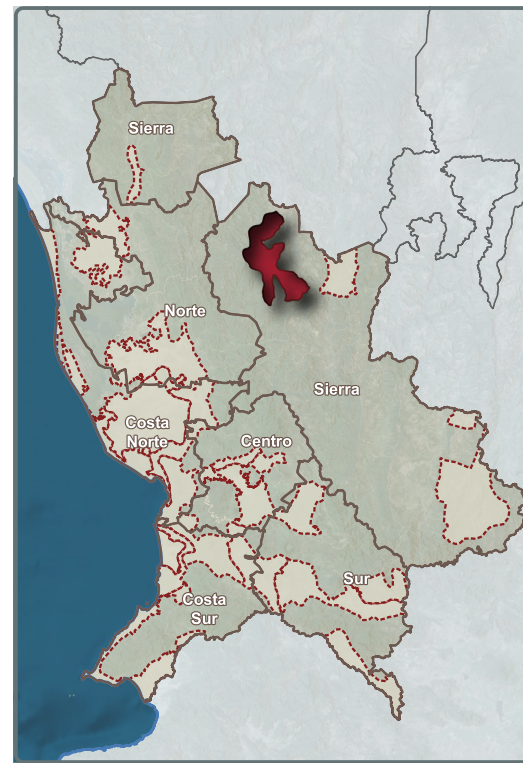 Sierra
Norte
Sierra
Costa
Norte
Centro
Sur
Costa
Sur